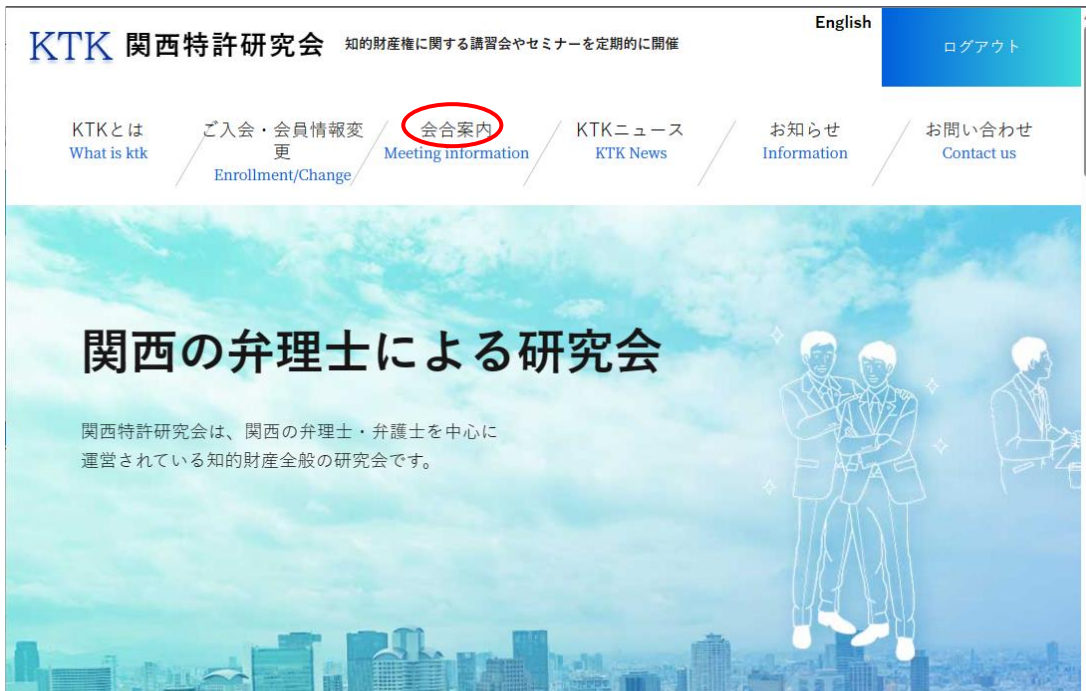 KTK 関西特許研究会 知的財産権に関する講習会やセミナーを定期的に開催
English
ログアウト
KTKとは
What is ktk
ご入会・会員情報変
更
Enrollment/Change
会合案内
Meeting information
KTKニュース
KTK News
お知らせ
Information
お問い合わせ
Contact us
関西の弁理士による研究会
関西特許研究会は、関西の弁理士・弁護士を中心に
運営されている知的財産全般の研究会です。